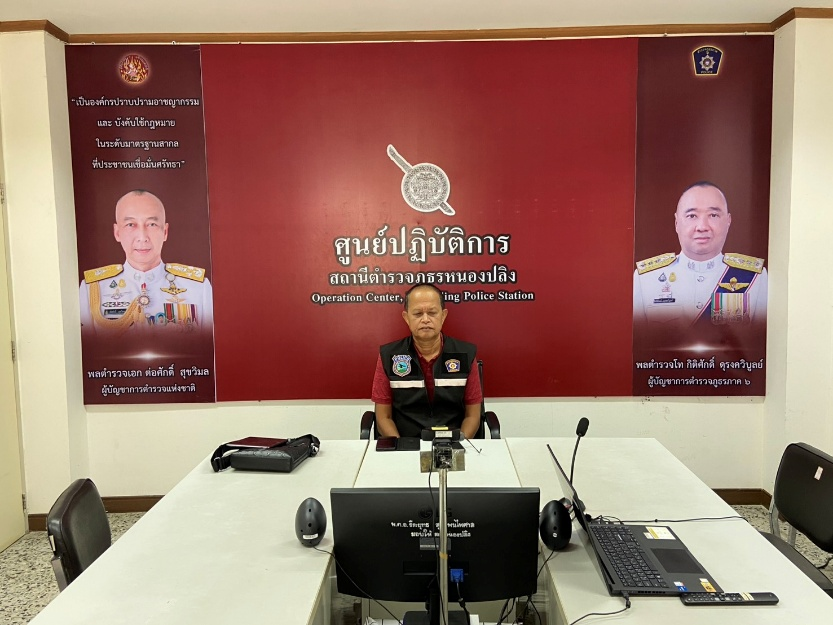 "เป็นองค์กรปราบปรามอาชญากรรม
และ บังคับใช้กฎหมาย
ในระดับมาตรฐานสากล
ที่ประชาชนเชื่อมั่นศรัทธา"
พลตำรวจเอก ต่อศักดิ์ สุขวิมล
ผู้บัญชาการตำรวจแห่งชาติ
ศูนย์ปฏิบัติการ
สถานีตำรวจภูธรหนองปลิง
Operation Center, Police Station
พลตำรวจโท กิติศักดิ์ ดุรงควิบูลย์
ผู้บัญชาการตำรวจภูธรภาค ๖
พ.ต.อ.
มอบให้